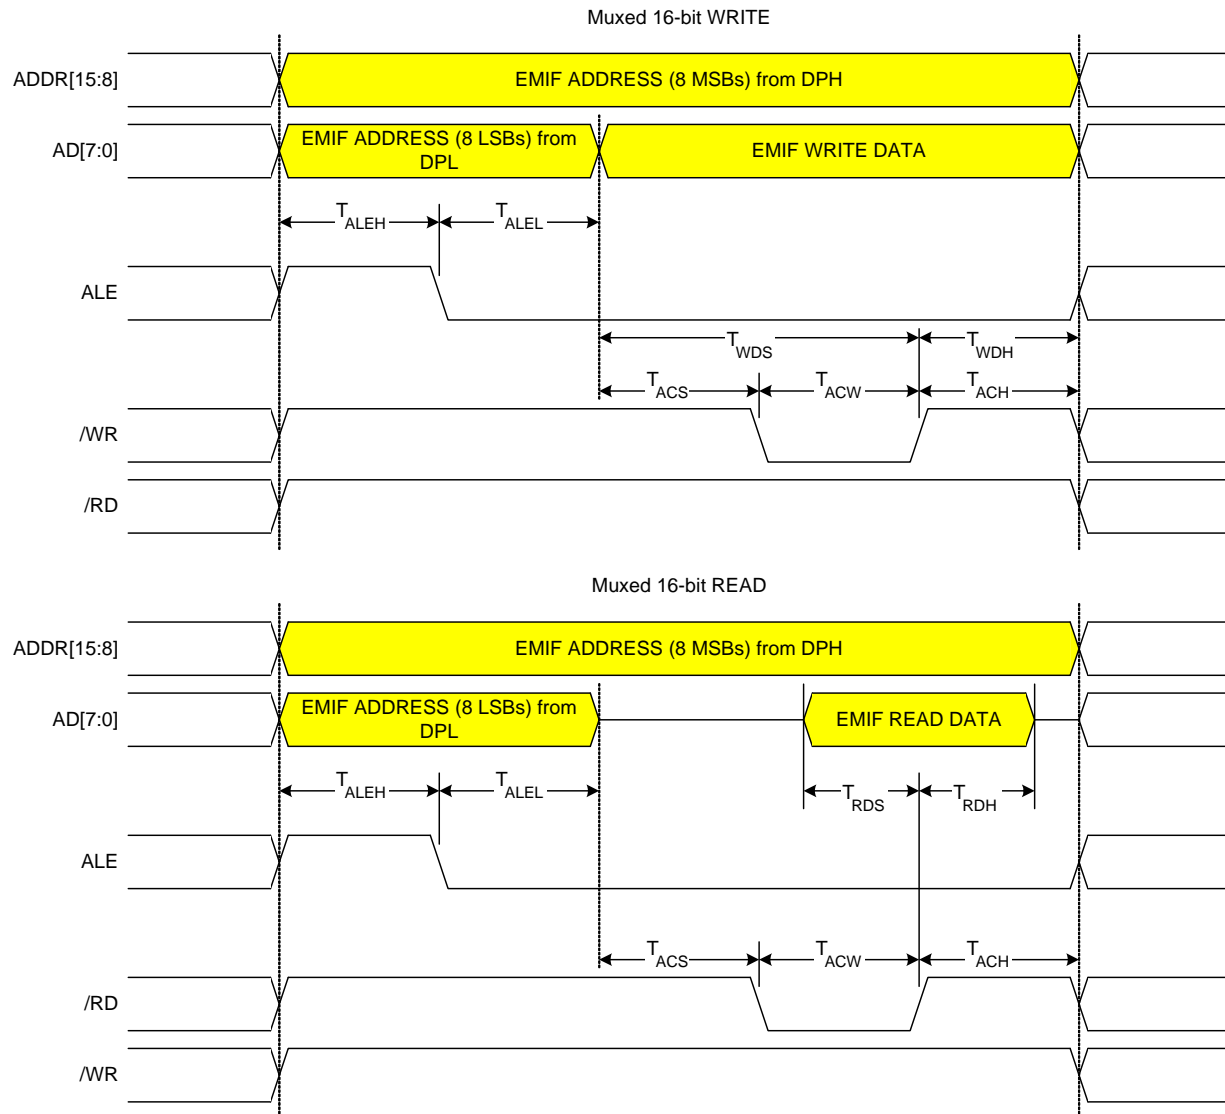 Muxed 16-bit WRITE
ADDR[15:8]
EMIF ADDRESS (8 MSBs) from DPH
AD[7:0]
EMIF ADDRESS (8 LSBs) from
DPL
EMIF WRITE DATA
TALEH
TALEL
ALE
TWDS
TWDH
TACS
TACW
TACH
/WR
/RD
Muxed 16-bit READ
ADDR[15:8]
EMIF ADDRESS (8 MSBs) from DPH
AD[7:0]
EMIF ADDRESS (8 LSBs) from
DPL
EMIF READ DATA
TALEH
TALEL
TRDS
TRDH
ALE
TACS
TACW
TACH
/RD
/WR